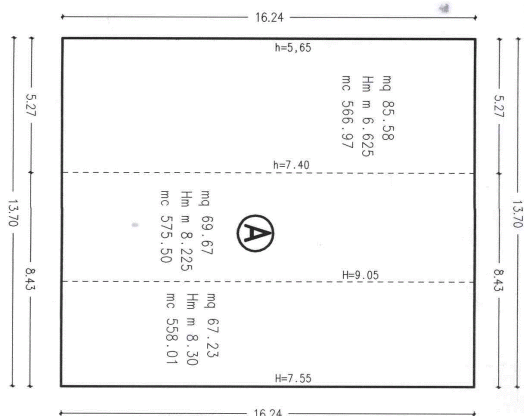 16.24
h=5,65
mq 85.58
Hm m 6.625
mc 566.97
5.27
5.27
h=7.40
13.70
13.70
mq 69.67
Hm m 8.225
mc 575.50
A
8.43
8.43
H=9.05
mq 67.23
Hm m 8.30
mc 558.01
H=7.55
16.24